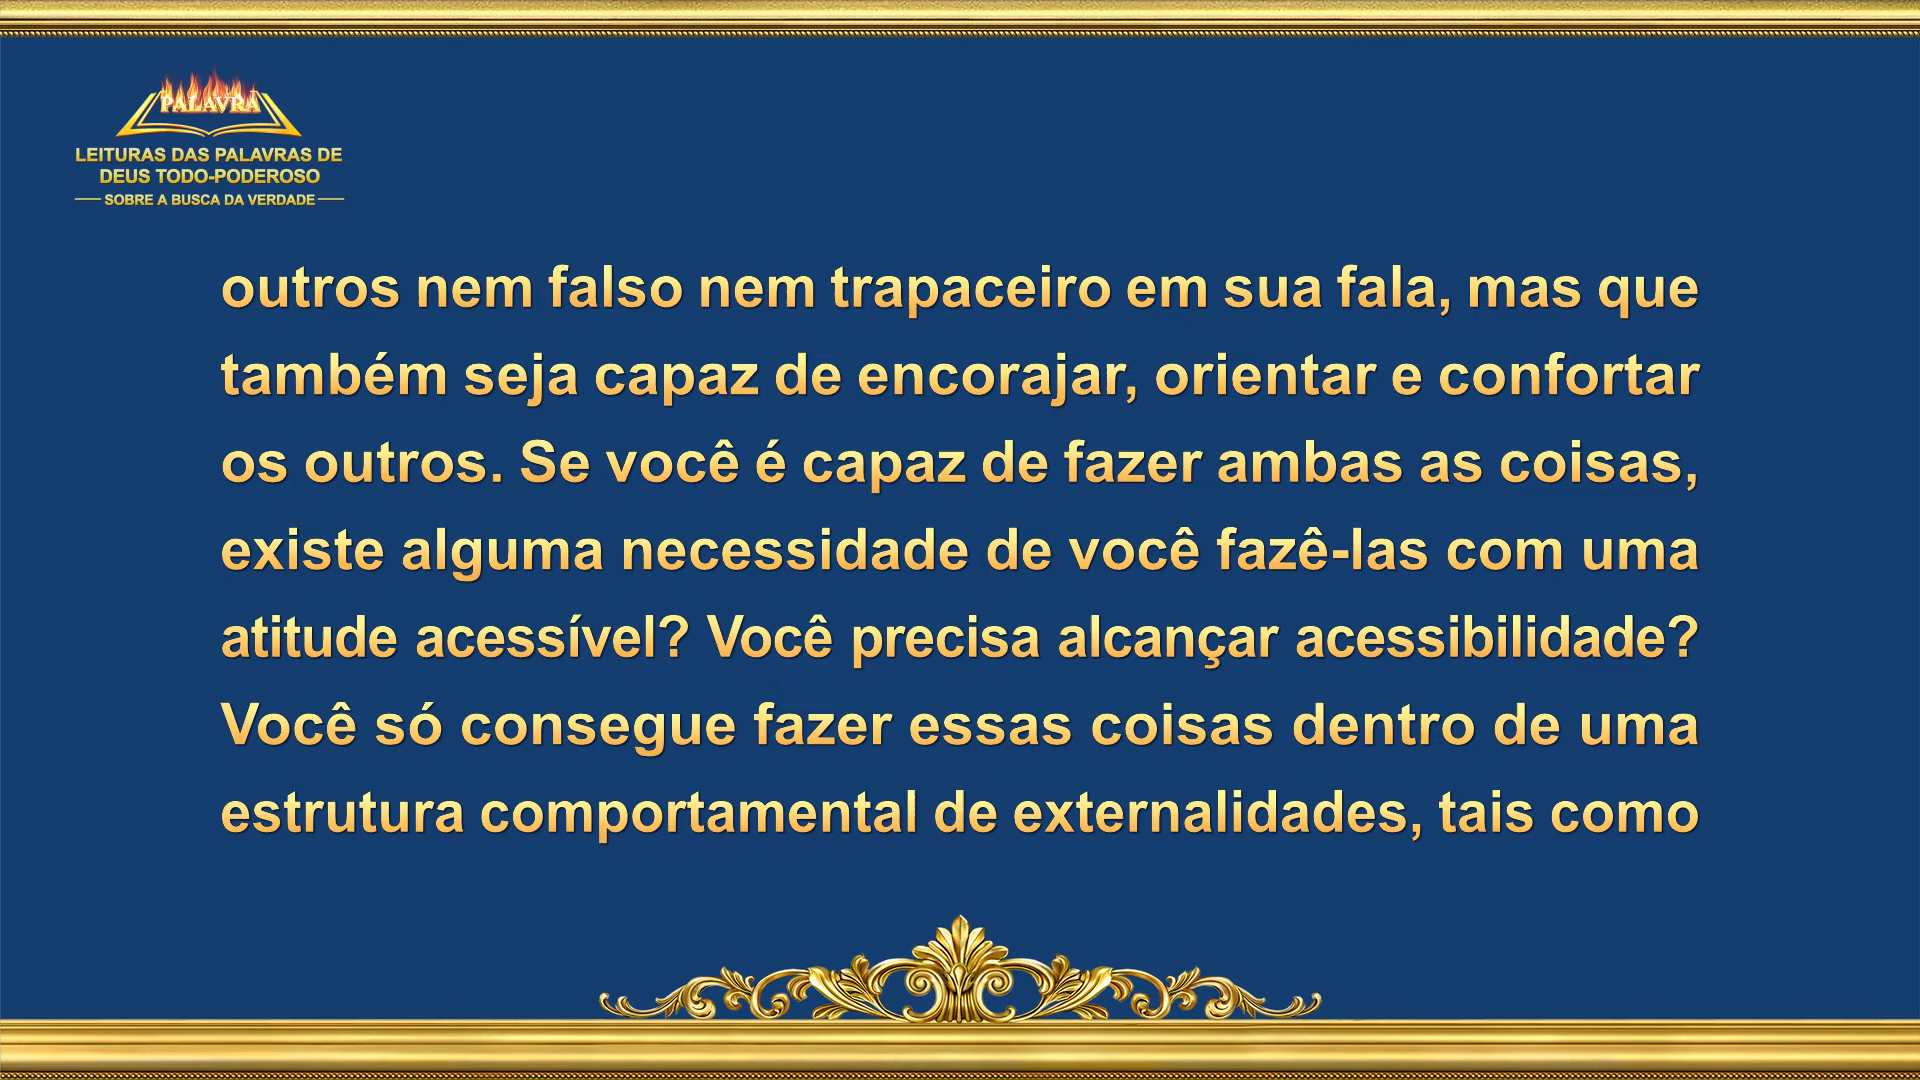 PALAVRA
LEITURAS DAS PALAVRAS DE
DEUS TODO-PODEROSO
SOBRE A BUSCA DA VERDADE
outros nem falso nem trapaceiro em sua fala, mas que
também seja capaz de encorajar, orientar e confortar
os outros. Se você é capaz de fazer ambas as coisas,
existe alguma necessidade de você fazê-las com uma
atitude acessível? Você precisa alcançar acessibilidade?
Você só consegue fazer essas coisas dentro de uma
estrutura comportamental de externalidades, tais como